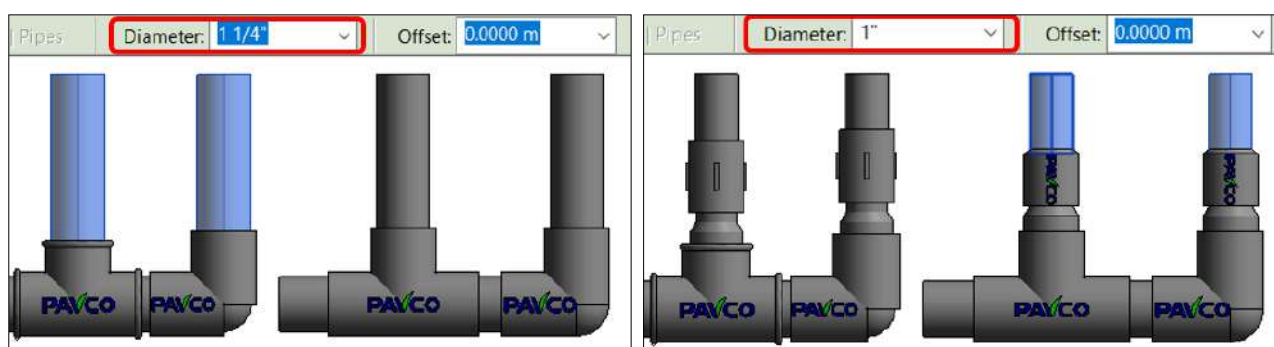 Pipes Diameter: 1 1/4" Offset: 0.0000 m
PAVCO PAVCO PAVCO PAVCO
Pipes Diameter: 1" Offset: 0.0000 m
PAVCO PAVCO
PAVCO PAVCO PAVCO PAVCO